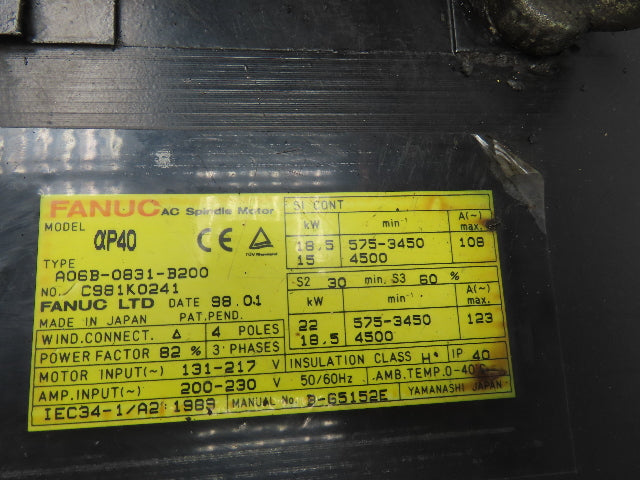 FANUC AC Spindle Motor
MODEL αP40
CE TÜV Rheinland
TYPE A06B-0831-B200
NO. C981K0241
FANUC LTD DATE 98.01
MADE IN JAPAN PAT.PEND.
WIND.CONNECT. Δ 4 POLES
POWER FACTOR 82 % 3 PHASES
MOTOR INPUT(~) 131-217 V
AMP.INPUT(~) 200-230 V 50/60Hz
IEC34-1/A2:1989 MANUAL No. B-65152E
S1 CONT
kW min⁻¹ A(~) max.
18.5 575-3450 108
15 4500
S2 30 min. S3 60 %
kW min⁻¹ A(~) max.
22 575-3450 123
18.5 4500
INSULATION CLASS H IP 40
AMB.TEMP.0-40°C
YAMANASHI JAPAN